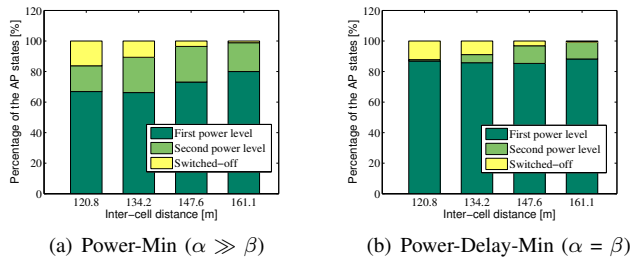 Percentage of the AP states [%]
120
100
80
60
40
20
0
First power level
Second power level
Switched-off
120.8 134.2 147.6 161.1
Inter-cell distance [m]
(a) Power-Min (α ≫ β)
Percentage of the AP states [%]
120
100
80
60
40
20
0
First power level
Second power level
Switched-off
120.8 134.2 147.6 161.1
Inter-cell distance [m]
(b) Power-Delay-Min (α = β)